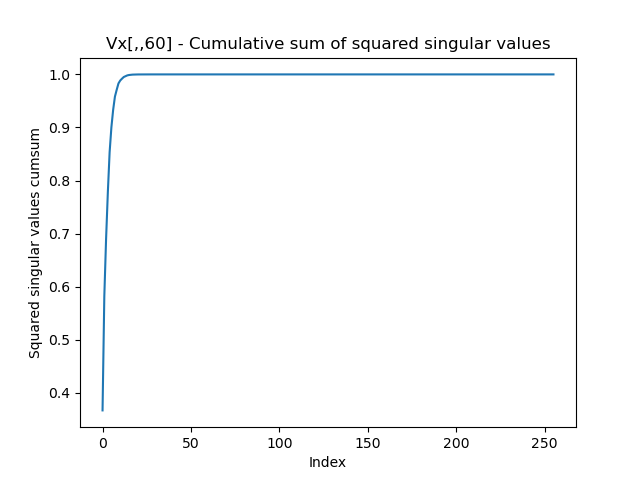 Vx[,,60] - Cumulative sum of squared singular values
1.0
0.9
0.8
0.7
0.6
0.5
0.4
Squared singular values cumsum
0 50 100 150 200 250
Index